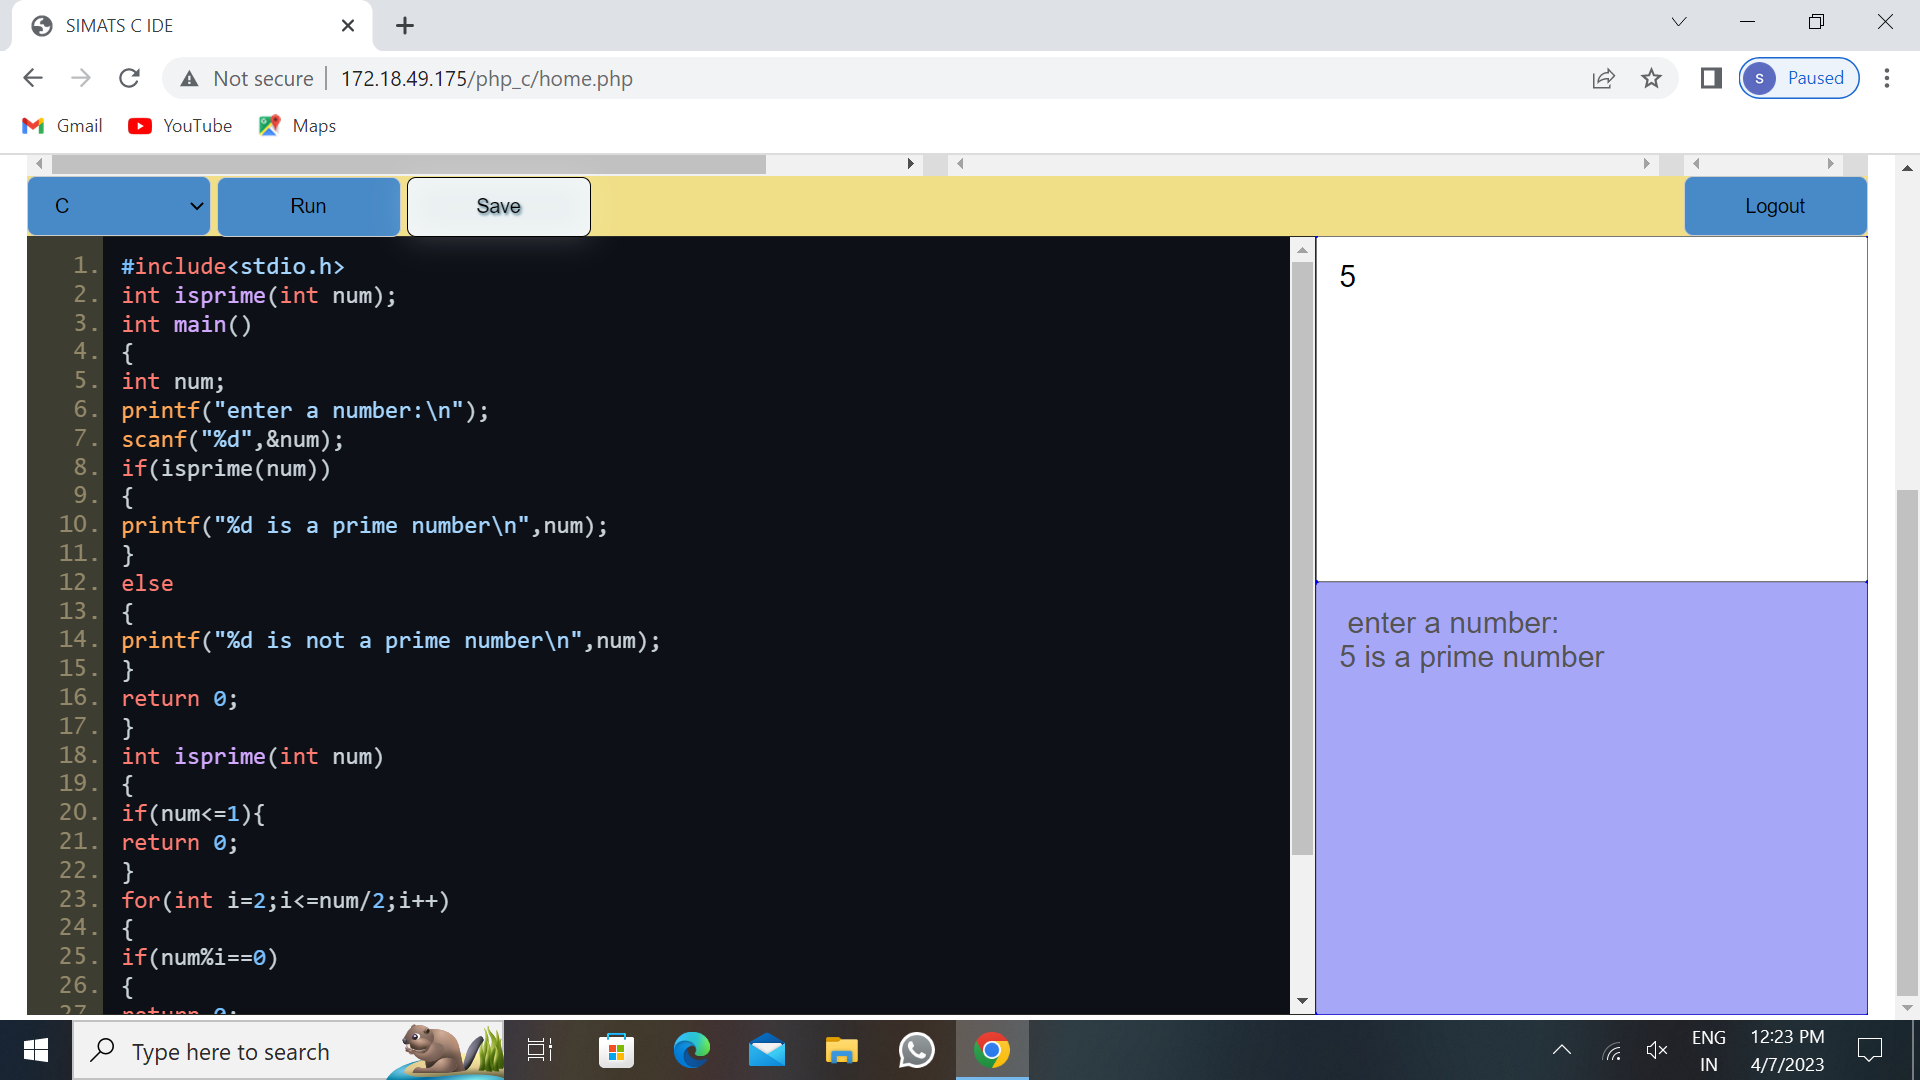 SIMATS C IDE
Not secure
172.18.49.175/php_c/home.php
S
Paused
Gmail
YouTube
Maps
C
Run
Save
Logout
1. #include<stdio.h>
2. int isprime(int num);
3. int main()
4. {
5. int num;
6. printf("enter a number:\n");
7. scanf("%d",&num);
8. if(isprime(num))
9. {
10. printf("%d is a prime number\n",num);
11. }
12. else
13. {
14. printf("%d is not a prime number\n",num);
15. }
16. return 0;
17. }
18. int isprime(int num)
19. {
20. if(num<=1){
21. return 0;
22. }
23. for(int i=2;i<=num/2;i++)
24. {
25. if(num%i==0)
26. {
27. return 0;
5
enter a number:
5 is a prime number
Type here to search
ENG
IN
12:23 PM
4/7/2023